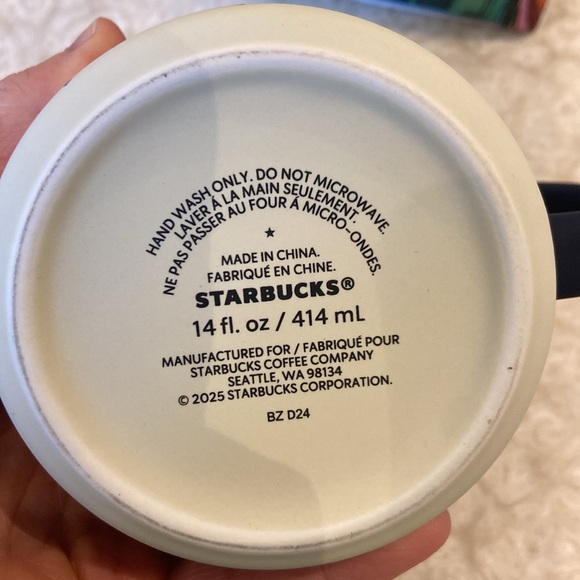 HAND WASH ONLY. DO NOT MICROWAVE.
LAVER À LA MAIN SEULEMENT.
NE PAS PASSER AU FOUR Á MICRO-ONDES.
★
MADE IN CHINA.
FABRIQUÉ EN CHINE.
STARBUCKS®
14 fl. oz / 414 mL
MANUFACTURED FOR / FABRIQUÉ POUR
STARBUCKS COFFEE COMPANY
SEATTLE, WA 98134
© 2025 STARBUCKS CORPORATION.
BZ D24